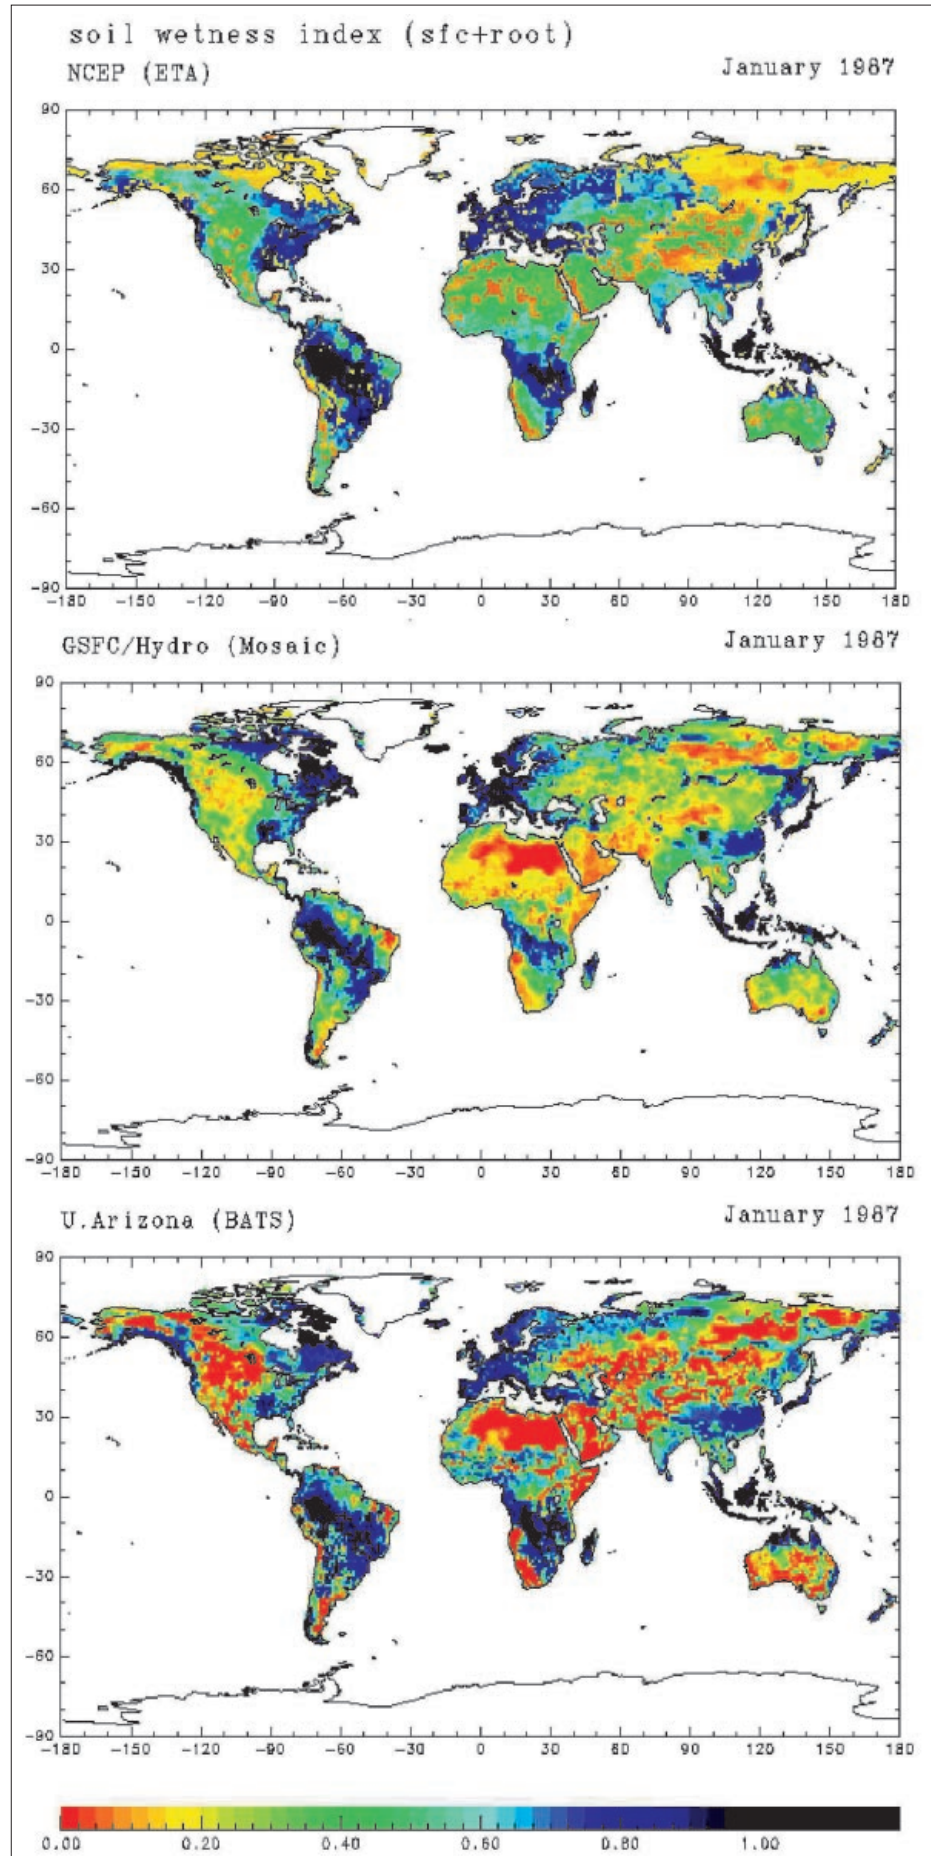 soil wetness index (sfc+root)
NCEP (ETA) January 1987
90
60
30
0
-30
-60
-90
-180 -150 -120 -90 -60 -30 0 30 60 90 120 150 180
GSFC/Hydro (Mosaic) January 1987
90
60
30
0
-30
-60
-90
-180 -150 -120 -90 -60 -30 0 30 60 90 120 150 180
U.Arizona (BATS) January 1987
90
60
30
0
-30
-60
-90
-180 -150 -120 -90 -60 -30 0 30 60 90 120 150 180
0.00 0.20 0.40 0.60 0.80 1.00